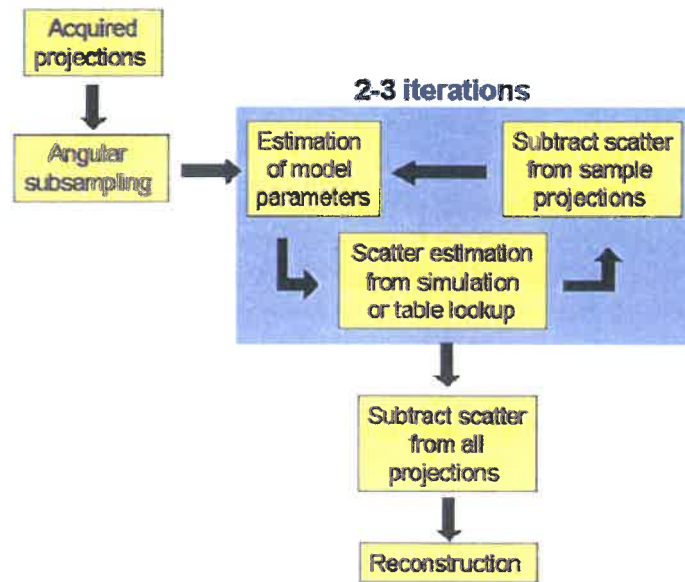 Acquired
projections
2-3 iterations
Angular
subsampling
Estimation
of model
parameters
Subtract scatter
from sample
projections
Scatter estimation
from simulation
or table lookup
Subtract scatter
from all
projections
Reconstruction